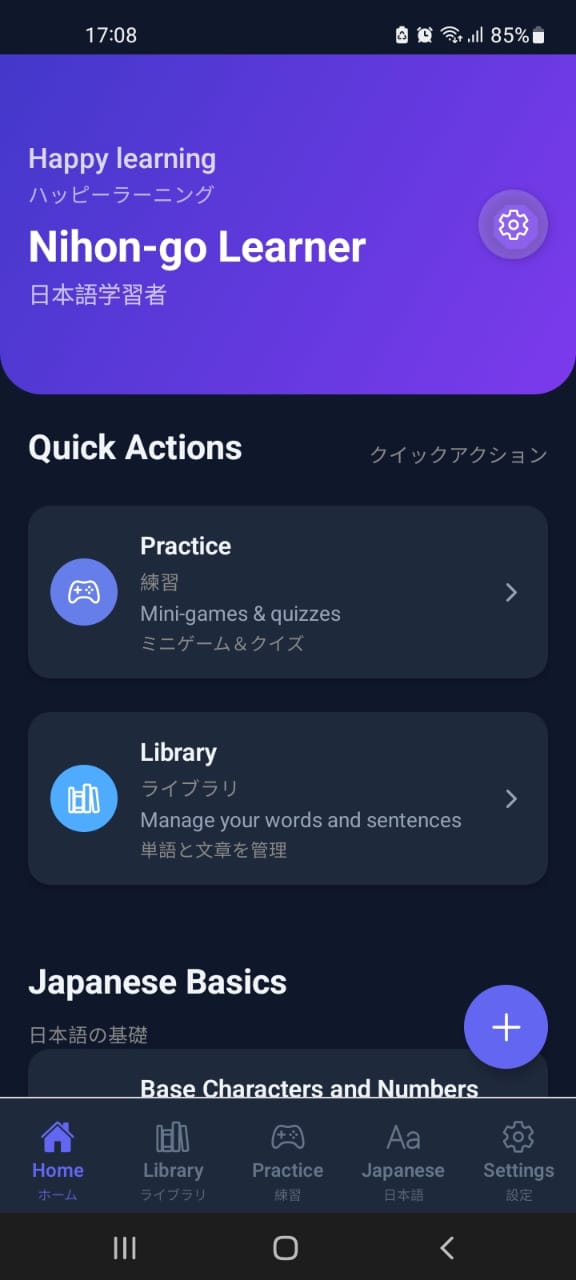 17:08
85%
Happy learning
ハッピーラーニング
Nihon-go Learner
日本語学習者
Quick Actions
クイックアクション
Practice
練習
Mini-games & quizzes
ミニゲーム＆クイズ
Library
ライブラリ
Manage your words and sentences
単語と文章を管理
Japanese Basics
日本語の基礎
Base Characters and Numbers
Home
ホーム
Library
ライブラリ
Practice
練習
Aa
Japanese
日本語
Settings
設定